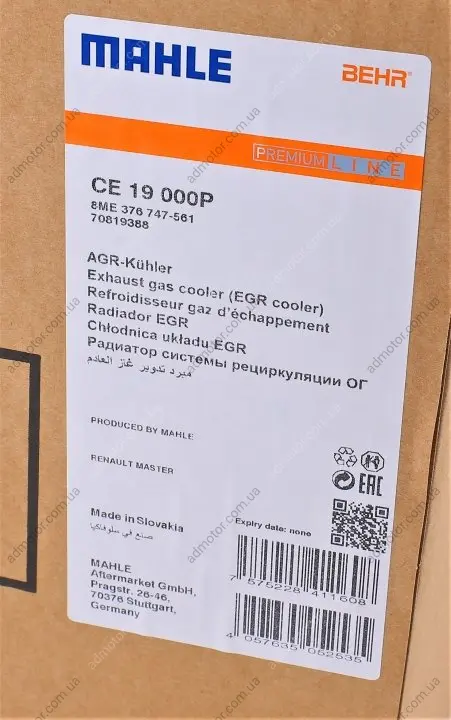 MAHLE
BEHR®
PREMIUM LINE
CE 19 000P
8ME 376 747-561
70819388
AGR-Kühler
Exhaust gas cooler (EGR cooler)
Refroidisseur gaz d'échappement
Radiador EGR
Chłodnica układu EGR
Радиатор системы рециркуляции ОГ
مبرد تدوير غاز العادم
PRODUCED BY MAHLE
RENAULT MASTER
EAC
Made in Slovakia
صنع في سلوفاكيا
Expiry date: none
MAHLE
Aftermarket GmbH,
Pragstr. 26-46,
70376 Stuttgart,
Germany
7 575228 411608
4 057635 052535
admotor.com.ua